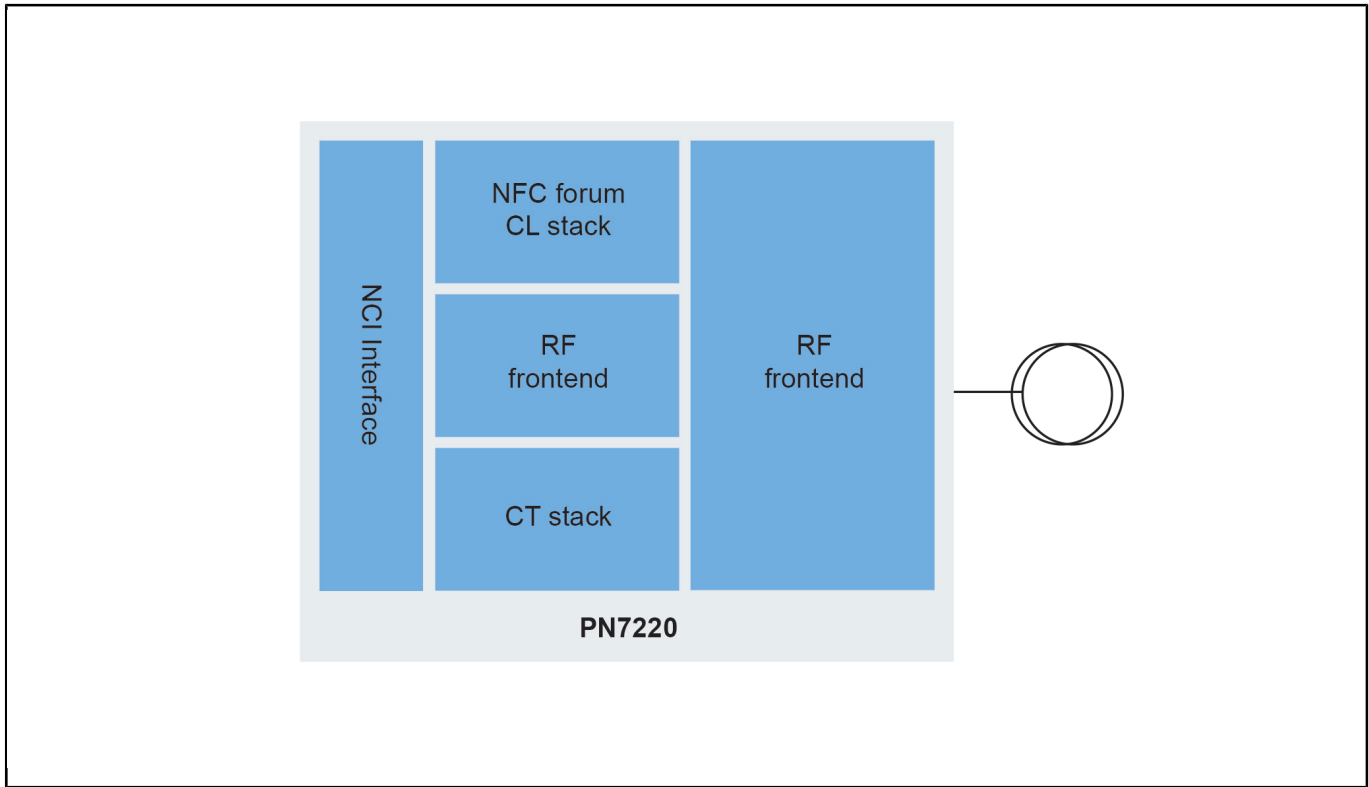 NCI Interface
NFC forum
CL stack
RF
frontend
CT stack
RF
frontend
PN7220